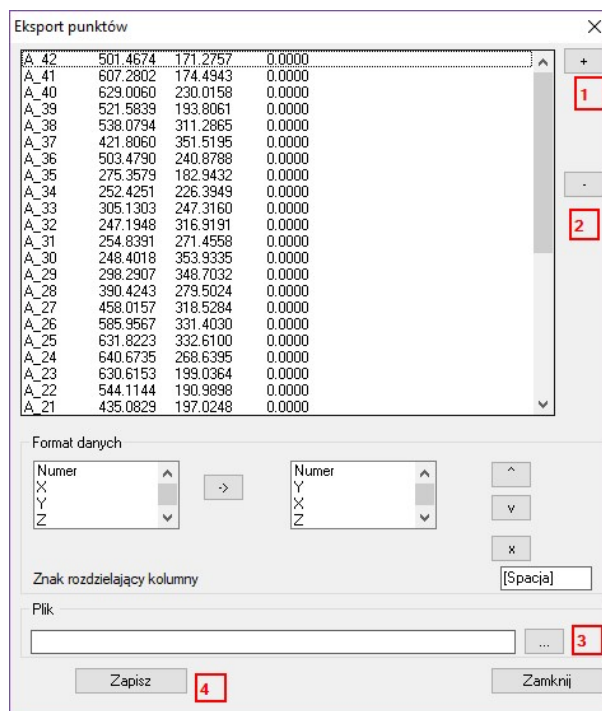 Eksport punktów
A_42 501.4674 171.2757 0.0000
A_41 607.2802 174.4943 0.0000
A_40 629.0060 230.0158 0.0000
A_39 521.5839 193.8061 0.0000
A_38 538.0794 311.2865 0.0000
A_37 421.8060 351.5195 0.0000
A_36 503.4790 240.8788 0.0000
A_35 275.3579 182.9432 0.0000
A_34 252.4251 226.3949 0.0000
A_33 305.1303 247.3160 0.0000
A_32 247.1948 316.9191 0.0000
A_31 254.8391 271.4558 0.0000
A_30 248.4018 353.9335 0.0000
A_29 298.2907 348.7032 0.0000
A_28 390.4243 279.5024 0.0000
A_27 458.0157 318.5284 0.0000
A_26 585.9567 331.4030 0.0000
A_25 631.8223 332.6100 0.0000
A_24 640.6735 268.6395 0.0000
A_23 630.6153 199.0364 0.0000
A_22 544.1144 190.9898 0.0000
A_21 435.0829 197.0248 0.0000
+
1
-
2
Format danych
Numer
X
Y
Z
->
Numer
Y
X
Z
^
v
x
Znak rozdzielający kolumny
[Spacja]
Plik
...
3
Zapisz
4
Zamknij